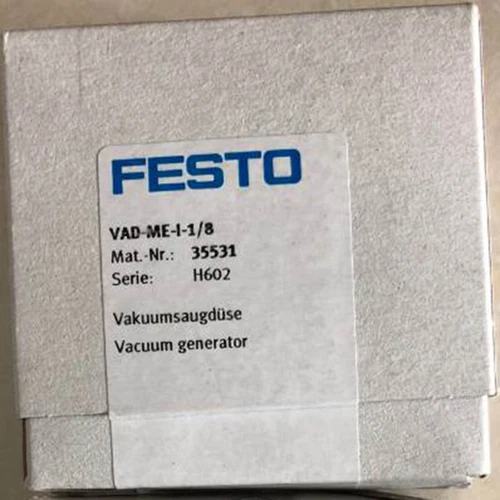 FESTO
VAD-ME-I-1/8
Mat.-Nr.: 35531
Serie: H602
Vakuumsaugdüse
Vacuum generator